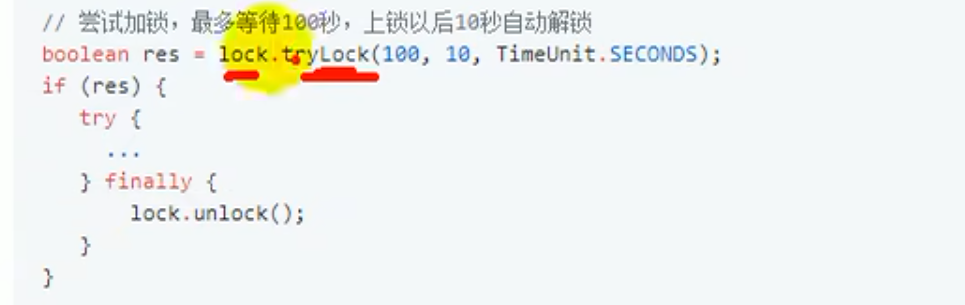 // 尝试加锁，最多等待100秒，上锁以后10秒自动解锁
boolean res = lock.tryLock(100, 10, TimeUnit.SECONDS);
if (res) {
try {
...
} finally {
lock.unlock();
}
}